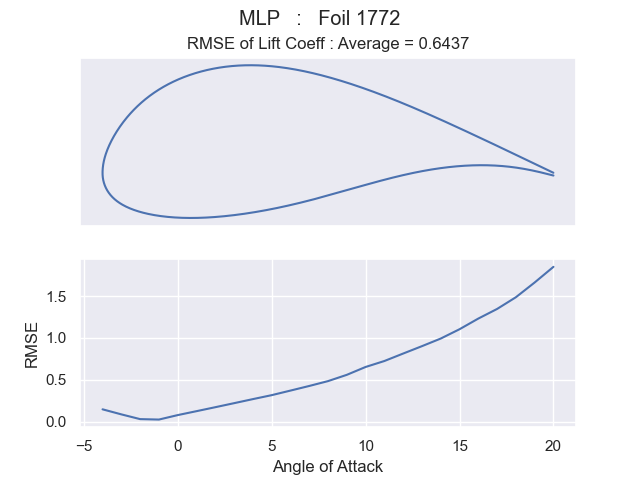 MLP : Foil 1772
RMSE of Lift Coeff : Average = 0.6437
1.5
1.0
0.5
0.0
RMSE
−5 0 5 10 15 20
Angle of Attack